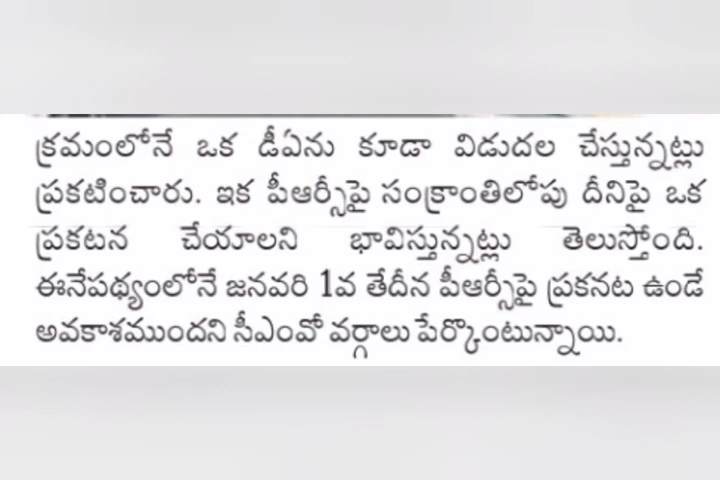 క్రమంలోనే ఒక డీఏను కూడా విడుదల చేస్తున్నట్లు
ప్రకటించారు. ఇక పీఆర్సీపై సంక్రాంతిలోపు దీనిపై ఒక
ప్రకటన చేయాలని భావిస్తున్నట్లు తెలుస్తోంది.
ఈనేపథ్యంలోనే జనవరి 1వ తేదీన పీఆర్సీపై ప్రకనట ఉండే
అవకాశముందని సీఎంవో వర్గాలు పేర్కొంటున్నాయి.